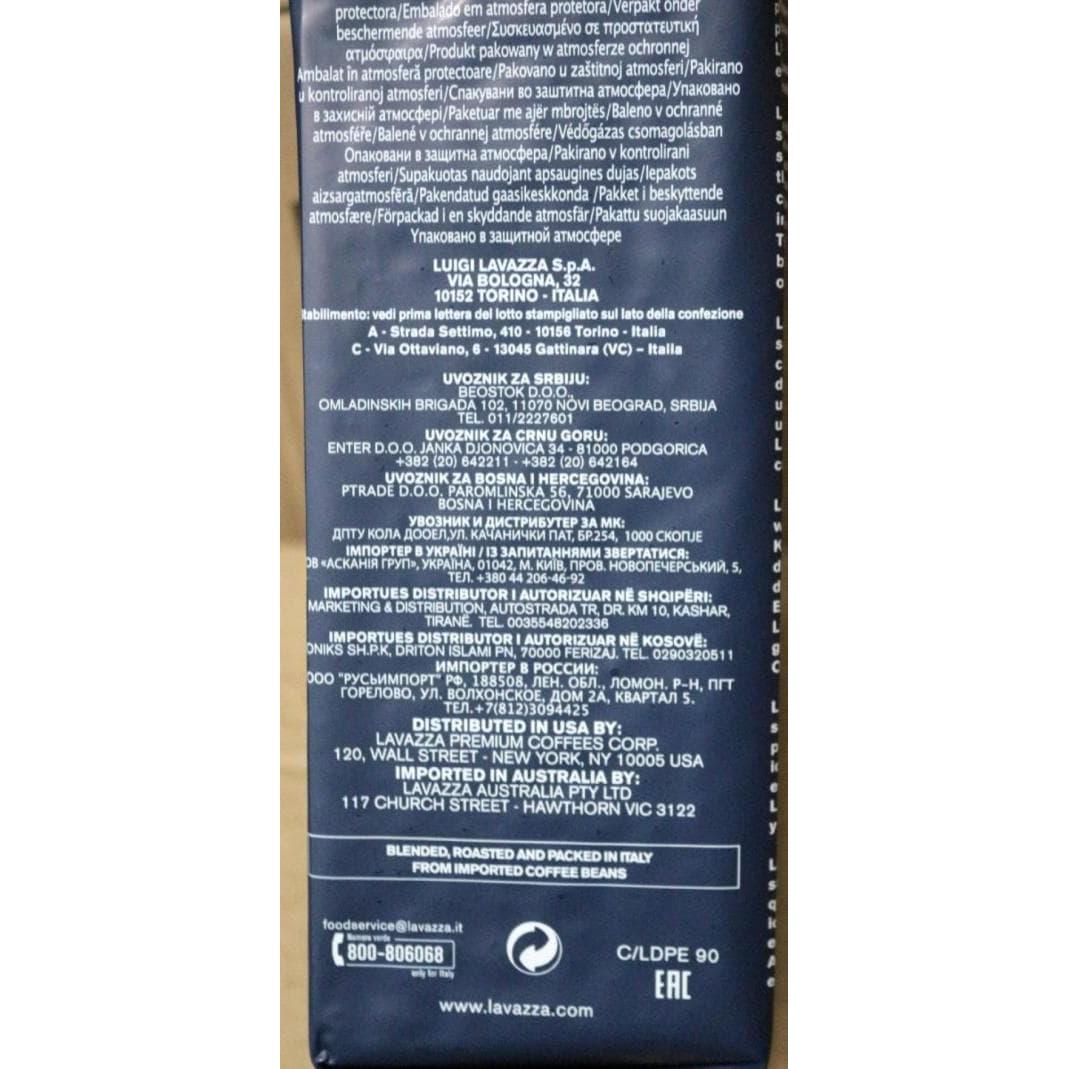 protectora/Embalado em atmosfera protetora/Verpakt onder
beschermende atmosfeer/Συσκευασμένο σε προστατευτική
ατμόσφαιρα/Produkt pakowany w atmosferze ochronnej
Ambalat în atmosferă protectoare/Pakovano u zaštitnoj atmosferi/Pakirano
u kontroliranoj atmosferi/Спакувани во заштитна атмосфера/Упаковано
в захисній атмосфері/Paketuar me ajër mbrojtës/Baleno v ochranné
atmosféře/Balené v ochrannej atmosfére/Védőgázas csomagolásban
Опаковани в защитна атмосфера/Pakirano v kontrolirani
atmosferi/Supakuotas naudojant apsaugines dujas/Iepakots
aizsargatmosfērā/Pakendatud gaasikeskkonda /Pakket i beskyttende
atmosfære/Förpackad i en skyddande atmosfär/Pakattu suojakaasuun
Упаковано в защитной атмосфере
LUIGI LAVAZZA S.p.A.
VIA BOLOGNA, 32
10152 TORINO - ITALIA
tabilimento: vedi prima lettera del lotto stampigliato sul lato della confezione
A - Strada Settimo, 410 - 10156 Torino - Italia
C - Via Ottaviano, 6 - 13045 Gattinara (VC) – Italia
UVOZNIK ZA SRBIJU:
BEOSTOK D.O.O.,
OMLADINSKIH BRIGADA 102, 11070 NOVI BEOGRAD, SRBIJA
TEL. 011/2227601
UVOZNIK ZA CRNU GORU:
ENTER D.O.O. JANKA DJONOVICA 34 - 81000 PODGORICA
+382 (20) 642211 - +382 (20) 642164
UVOZNIK ZA BOSNA I HERCEGOVINA:
PTRADE D.O.O. PAROMLINSKA 56, 71000 SARAJEVO
BOSNA I HERCEGOVINA
УВОЗНИК И ДИСТРИБУТЕР ЗА МК:
ДПТУ КОЛА ДООЕЛ,УЛ. КАЧАНИЧКИ ПАТ, БР.254, 1000 СКОПЈЕ
ІМПОРТЕР В УКРАЇНІ / ІЗ ЗАПИТАННЯМИ ЗВЕРТАТИСЯ:
ОВ «АСКАНІЯ ГРУП», УКРАЇНА, 01042, М. КИЇВ, ПРОВ. НОВОПЕЧЕРСЬКИЙ, 5,
ТЕЛ. +380 44 206-46-92
IMPORTUES DISTRIBUTOR I AUTORIZUAR NË SHQIPËRI:
MARKETING & DISTRIBUTION, AUTOSTRADA TR, DR. KM 10, KASHAR,
TIRANË. TEL. 0035548202336
IMPORTUES DISTRIBUTOR I AUTORIZUAR NË KOSOVË:
ONIKS SH.P.K, DRITON ISLAMI PN, 70000 FERIZAJ. TEL. 0290320511
ИМПОРТЕР В РОССИИ:
ООО "РУСЬИМПОРТ" РФ, 188508, ЛЕН. ОБЛ., ЛОМОН. Р-Н, ПГТ
ГОРЕЛОВО, УЛ. ВОЛХОНСКОЕ, ДОМ 2А, КВАРТАЛ 5.
ТЕЛ.+7(812)3094425
DISTRIBUTED IN USA BY:
LAVAZZA PREMIUM COFFEES CORP.
120, WALL STREET - NEW YORK, NY 10005 USA
IMPORTED IN AUSTRALIA BY:
LAVAZZA AUSTRALIA PTY LTD
117 CHURCH STREET - HAWTHORN VIC 3122
BLENDED, ROASTED AND PACKED IN ITALY
FROM IMPORTED COFFEE BEANS
foodservice@lavazza.it
Numero verde
800-806068
only for Italy
C/LDPE 90
EAC
www.lavazza.com